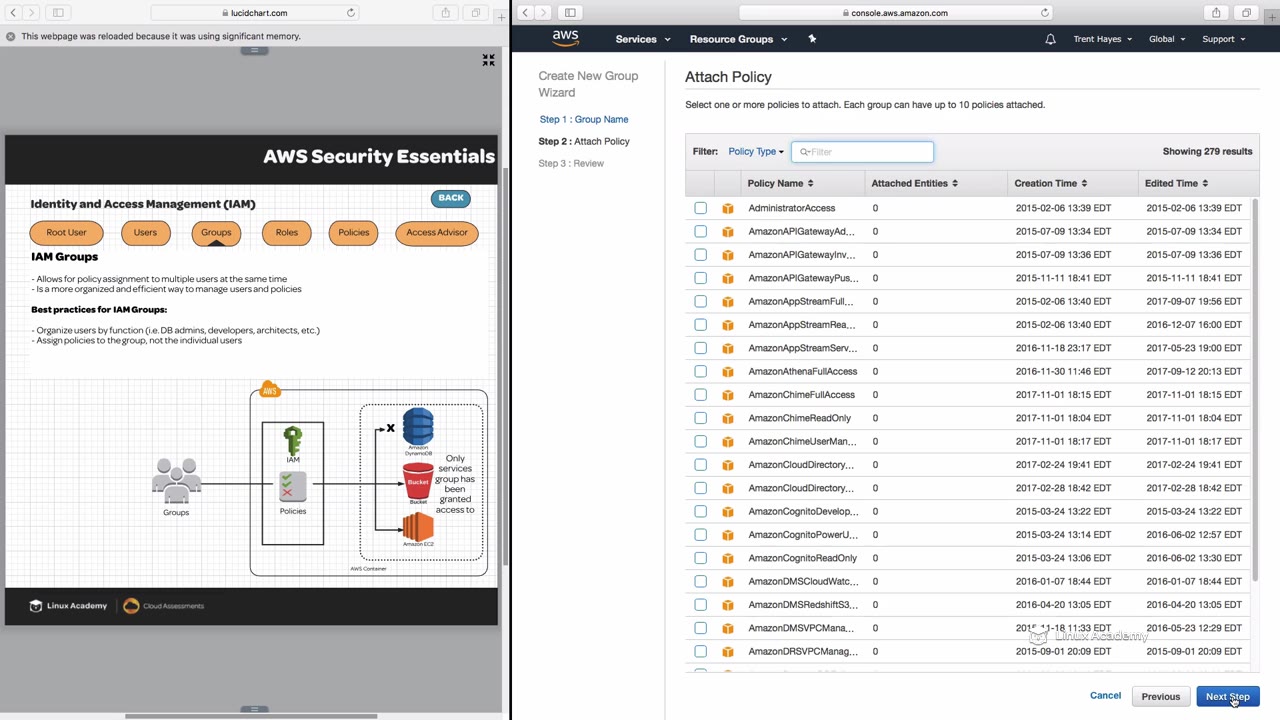 lucidchart.com
This webpage was reloaded because it was using significant memory.
AWS Security Essentials
BACK
Identity and Access Management (IAM)
Root User Users Groups Roles Policies Access Advisor
IAM Groups
- Allows for policy assignment to multiple users at the same time
- Is a more organized and efficient way to manage users and policies
Best practices for IAM Groups:
- Organize users by function (i.e. DB admins, developers, architects, etc.)
- Assign policies to the group, not the individual users
AWS
Groups
IAM
Policies
X
Amazon
DynamoDB
Bucket
Bucket
Amazon EC2
Only
services
group has
been
granted
access to
AWS Container
Linux Academy Cloud Assessments
console.aws.amazon.com
aws Services Resource Groups Trent Hayes Global Support
Create New Group
Wizard
Step 1 : Group Name
Step 2 : Attach Policy
Step 3 : Review
Attach Policy
Select one or more policies to attach. Each group can have up to 10 policies attached.
Filter: Policy Type Filter Showing 279 results
Policy Name Attached Entities Creation Time Edited Time
AdministratorAccess 0 2015-02-06 13:39 EDT 2015-02-06 13:39 EDT
AmazonAPIGatewayAd... 0 2015-07-09 13:34 EDT 2015-07-09 13:34 EDT
AmazonAPIGatewayInv... 0 2015-07-09 13:36 EDT 2015-07-09 13:36 EDT
AmazonAPIGatewayPus... 0 2015-11-11 18:41 EDT 2015-11-11 18:41 EDT
AmazonAppStreamFull... 0 2015-02-06 13:40 EDT 2017-09-07 19:56 EDT
AmazonAppStreamRea... 0 2015-02-06 13:40 EDT 2016-12-07 16:00 EDT
AmazonAppStreamServ... 0 2016-11-18 23:17 EDT 2017-05-23 19:00 EDT
AmazonAthenaFullAccess 0 2016-11-30 11:46 EDT 2017-09-12 20:13 EDT
AmazonChimeFullAccess 0 2017-11-01 18:15 EDT 2017-11-01 18:15 EDT
AmazonChimeReadOnly 0 2017-11-01 18:04 EDT 2017-11-01 18:04 EDT
AmazonChimeUserMan... 0 2017-11-01 18:17 EDT 2017-11-01 18:17 EDT
AmazonCloudDirectory... 0 2017-02-24 19:41 EDT 2017-02-24 19:41 EDT
AmazonCloudDirectory... 0 2017-02-28 18:42 EDT 2017-02-28 18:42 EDT
AmazonCognitoDevelop... 0 2015-03-24 13:22 EDT 2015-03-24 13:22 EDT
AmazonCognitoPowerU... 0 2015-03-24 13:14 EDT 2016-06-02 12:57 EDT
AmazonCognitoReadOnly 0 2015-03-24 13:06 EDT 2016-06-02 13:30 EDT
AmazonDMSCloudWatc... 0 2016-01-07 18:44 EDT 2016-01-07 18:44 EDT
AmazonDMSRedshiftS3... 0 2016-04-20 13:05 EDT 2016-04-20 13:05 EDT
AmazonDMSVPCMana... 0 2015-11-18 11:33 EDT 2016-05-23 12:29 EDT
AmazonDRSVPCManag... 0 2015-09-01 20:09 EDT 2015-09-01 20:09 EDT
Linux Academy
Cancel Previous Next Step